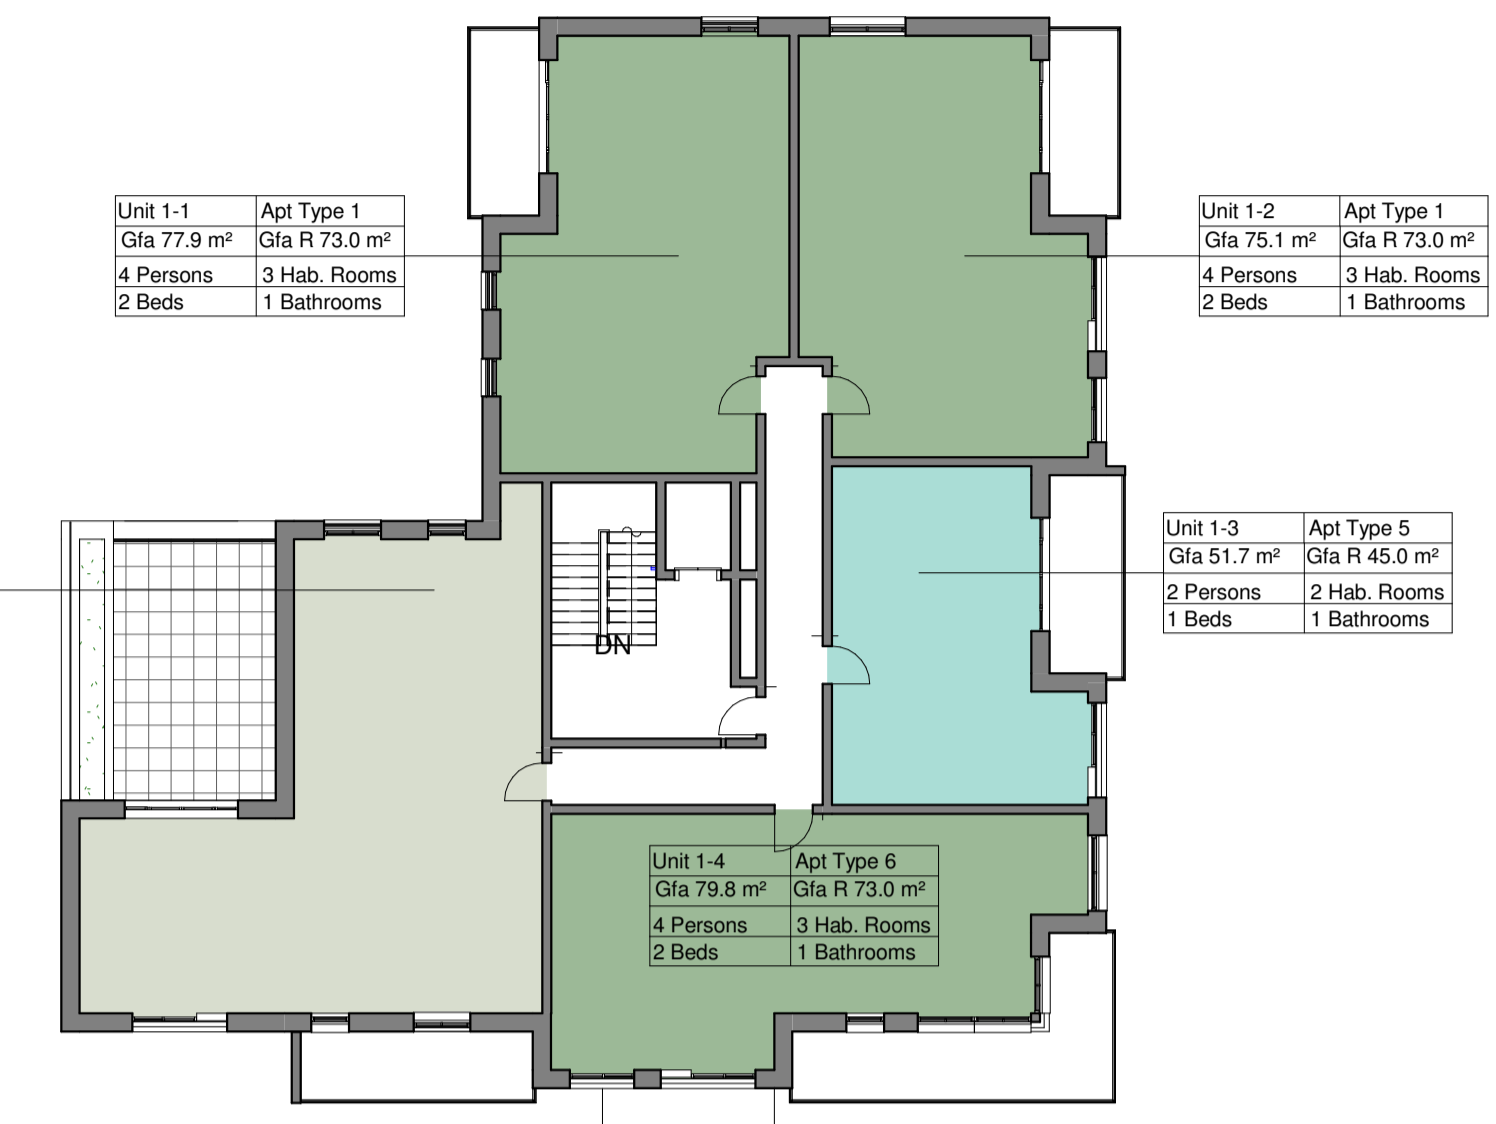 Unit 1-1 Apt Type 1
Gfa 77.9 m² Gfa R 73.0 m²
4 Persons 3 Hab. Rooms
2 Beds 1 Bathrooms
Unit 1-2 Apt Type 1
Gfa 75.1 m² Gfa R 73.0 m²
4 Persons 3 Hab. Rooms
2 Beds 1 Bathrooms
Unit 1-3 Apt Type 5
Gfa 51.7 m² Gfa R 45.0 m²
2 Persons 2 Hab. Rooms
1 Beds 1 Bathrooms
DN
Unit 1-4 Apt Type 6
Gfa 79.8 m² Gfa R 73.0 m²
4 Persons 3 Hab. Rooms
2 Beds 1 Bathrooms